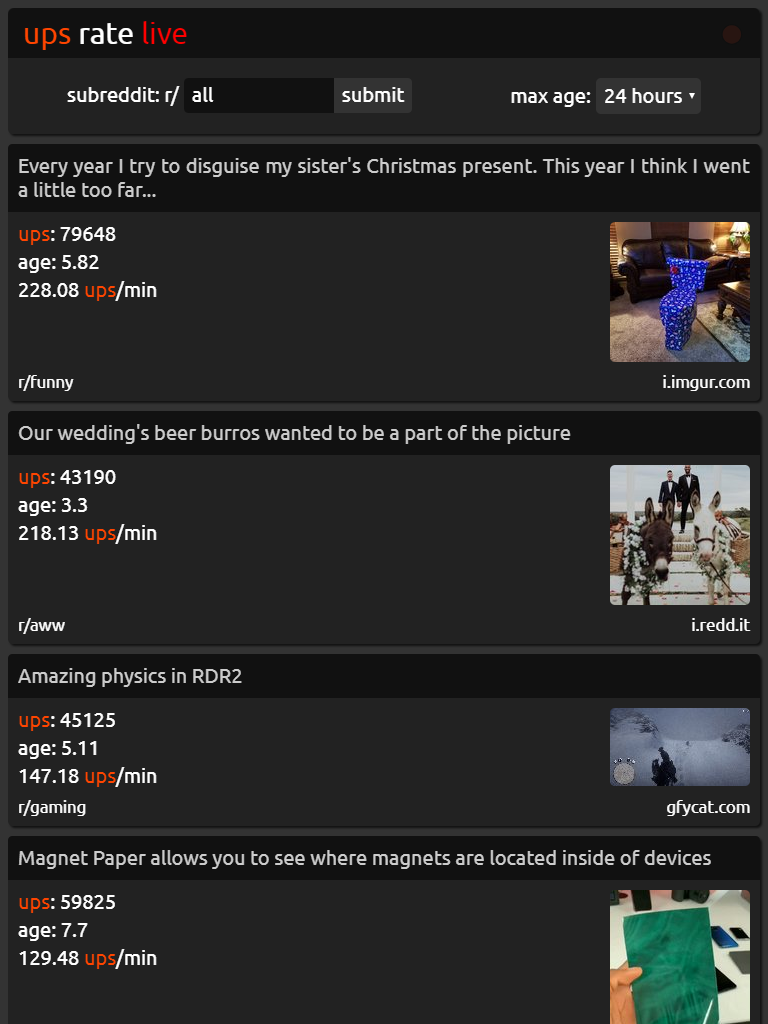 ups rate live
subreddit: r/ all submit max age: 24 hours
Every year I try to disguise my sister's Christmas present. This year I think I went
a little too far...
ups: 79648
age: 5.82
228.08 ups/min
r/funny i.imgur.com
Our wedding's beer burros wanted to be a part of the picture
ups: 43190
age: 3.3
218.13 ups/min
r/aww i.redd.it
Amazing physics in RDR2
ups: 45125
age: 5.11
147.18 ups/min
r/gaming gfycat.com
Magnet Paper allows you to see where magnets are located inside of devices
ups: 59825
age: 7.7
129.48 ups/min